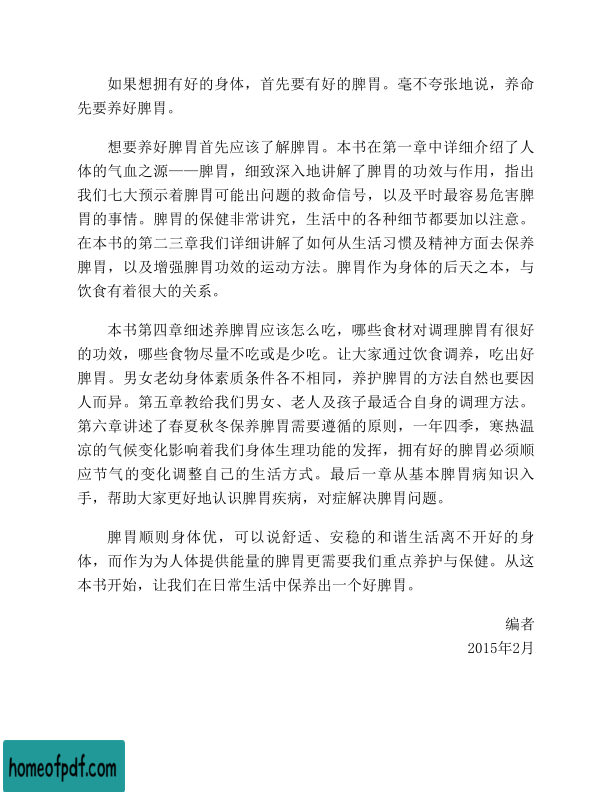 如果想拥有好的身体，首先要有好的脾胃。毫不夸张地说，养命
先要养好脾胃。
想要养好脾胃首先应该了解脾胃。本书在第一章中详细介绍了人
体的气血之源——脾胃，细致深入地讲解了脾胃的功效与作用，指出
我们七大预示着脾胃可能出问题的救命信号，以及平时最容易危害脾
胃的事情。脾胃的保健非常讲究，生活中的各种细节都要加以注意。
在本书的第二三章我们详细讲解了如何从生活习惯及精神方面去保养
脾胃，以及增强脾胃功效的运动方法。脾胃作为身体的后天之本，与
饮食有着很大的关系。
本书第四章细述养脾胃应该怎么吃，哪些食材对调理脾胃有很好
的功效，哪些食物尽量不吃或是少吃。让大家通过饮食调养，吃出好
脾胃。男女老幼身体素质条件各不相同，养护脾胃的方法自然也要因
人而异。第五章教给我们男女、老人及孩子最适合自身的调理方法。
第六章讲述了春夏秋冬保养脾胃需要遵循的原则，一年四季，寒热温
凉的气候变化影响着我们身体生理功能的发挥，拥有好的脾胃必须顺
应节气的变化调整自己的生活方式。最后一章从基本脾胃病知识入
手，帮助大家更好地认识脾胃疾病，对症解决脾胃问题。
脾胃顺则身体优，可以说舒适、安稳的和谐生活离不开好的身
体，而作为为人体提供能量的脾胃更需要我们重点养护与保健。从这
本书开始，让我们在日常生活中保养出一个好脾胃。
编者
2015年2月
homeofpdf.com